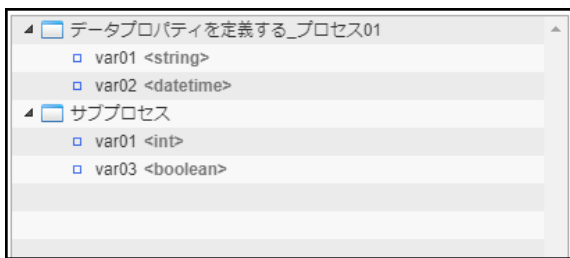 データプロパティを定義する_プロセス01
var01 <string>
var02 <datetime>
サブプロセス
var01 <int>
var03 <boolean>